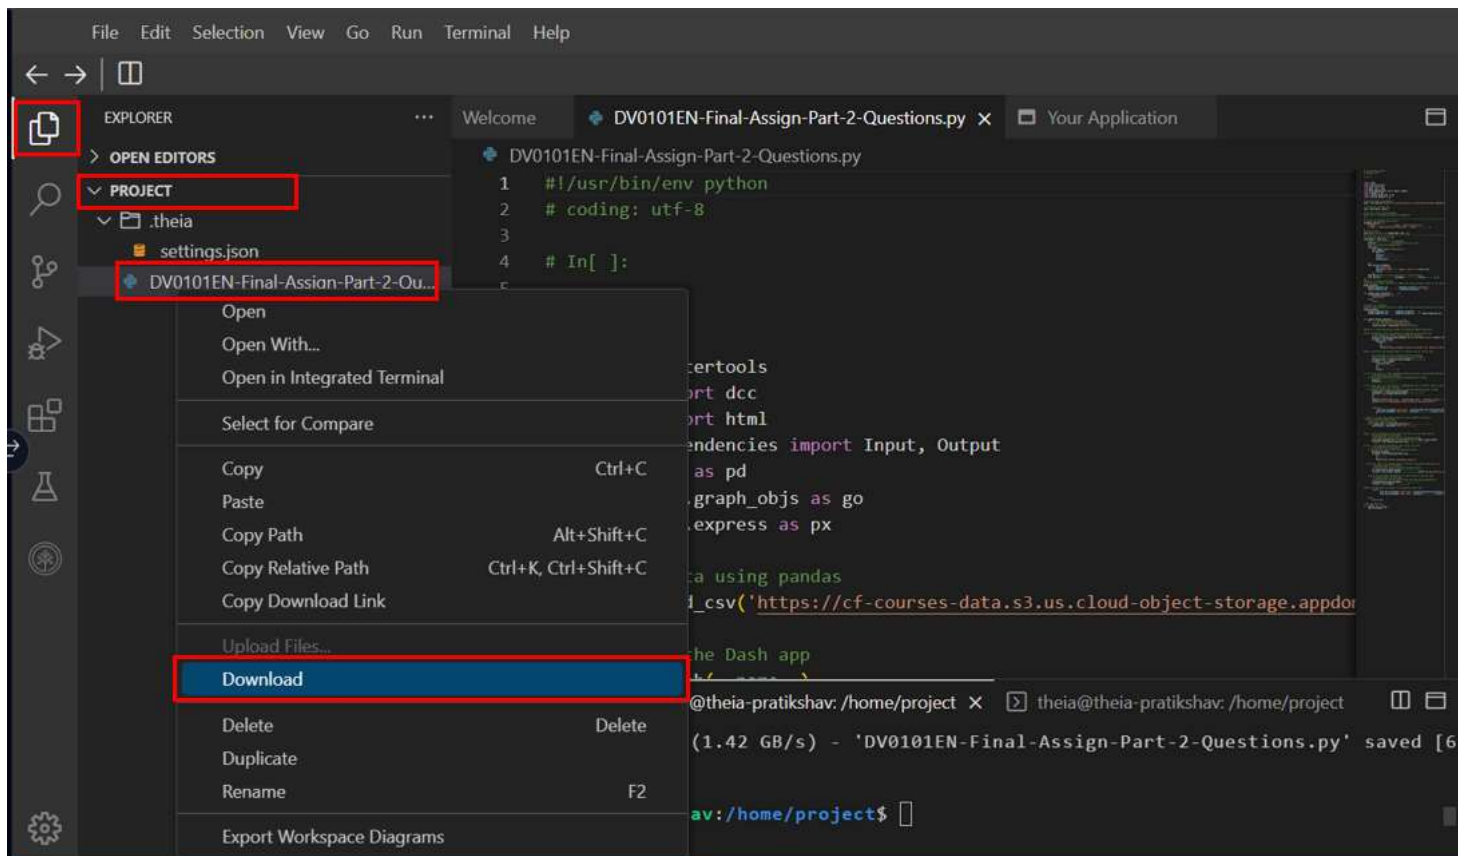 File Edit Selection View Go Run Terminal Help
EXPLORER
OPEN EDITORS
PROJECT
.theia
settings.json
DV0101EN-Final-Assign-Part-2-Qu...
Welcome DV0101EN-Final-Assign-Part-2-Questions.py Your Application
DV0101EN-Final-Assign-Part-2-Questions.py
1 #!/usr/bin/env python
2 # coding: utf-8
3
4 # In[ ]:
5
ertools
ort dcc
ort html
endencies import Input, Output
as pd
.graph_objs as go
.express as px
ta using pandas
d_csv('https://cf-courses-data.s3.us.cloud-object-storage.appdo
he Dash app
Open
Open With...
Open in Integrated Terminal
Select for Compare
Copy Ctrl+C
Paste
Copy Path Alt+Shift+C
Copy Relative Path Ctrl+K, Ctrl+Shift+C
Copy Download Link
Upload Files...
Download
Delete Delete
Duplicate
Rename F2
Export Workspace Diagrams
@theia-pratikshav: /home/project theia@theia-pratikshav: /home/project
(1.42 GB/s) - 'DV0101EN-Final-Assign-Part-2-Questions.py' saved [6
av:/home/project$